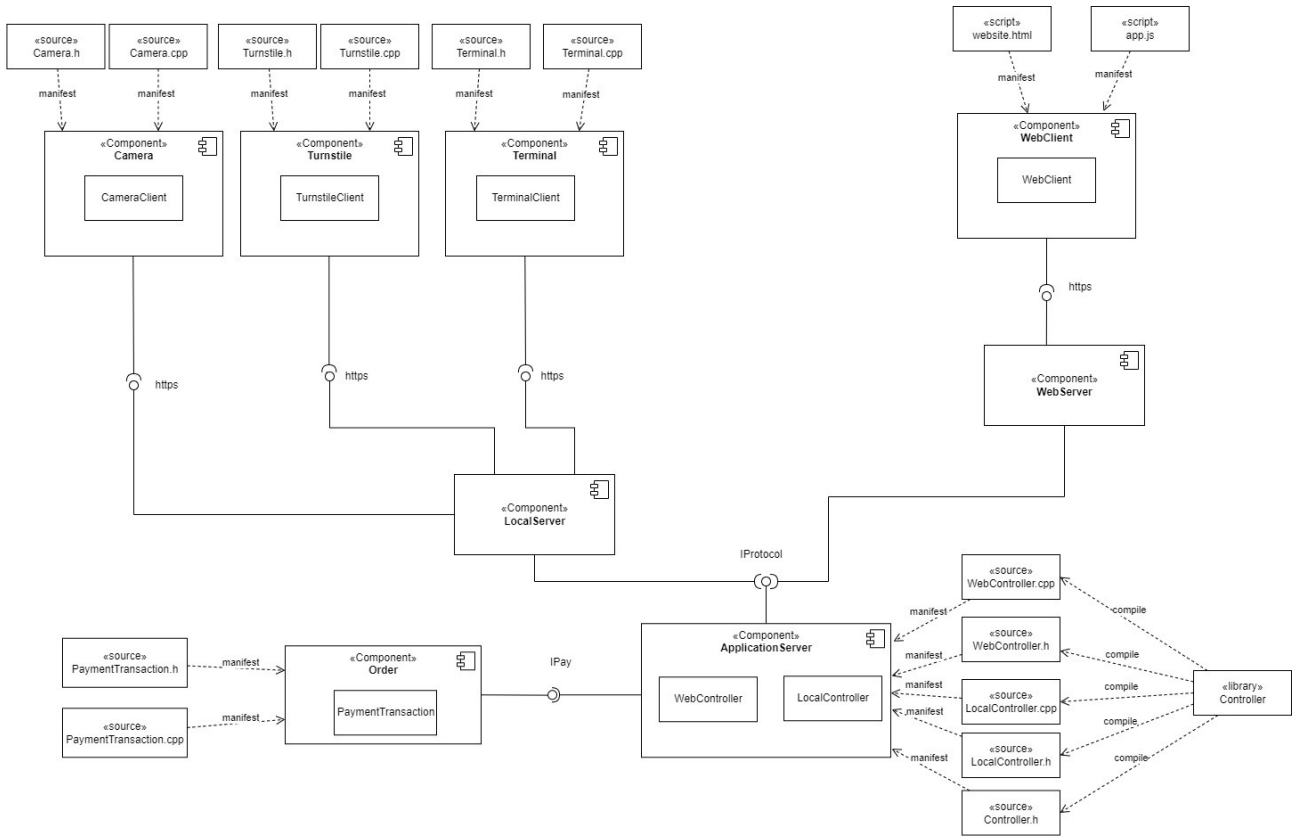 «source»
Camera.h
«source»
Camera.cpp
«source»
Turnstile.h
«source»
Turnstile.cpp
«source»
Terminal.h
«source»
Terminal.cpp
«script»
website.html
«script»
app.js
manifest
manifest
manifest
manifest
manifest
manifest
manifest
manifest
«Component»
Camera
CameraClient
«Component»
Turnstile
TurnstileClient
«Component»
Terminal
TerminalClient
«Component»
WebClient
WebClient
https
https
https
https
«Component»
WebServer
«Component»
LocalServer
IProtocol
«source»
PaymentTransaction.h
manifest
«source»
PaymentTransaction.cpp
manifest
«Component»
Order
PaymentTransaction
IPay
«Component»
ApplicationServer
WebController
LocalController
manifest
manifest
manifest
manifest
manifest
«source»
WebController.cpp
«source»
WebController.h
«source»
LocalController.cpp
«source»
LocalController.h
«source»
Controller.h
compile
compile
compile
compile
compile
«library»
Controller